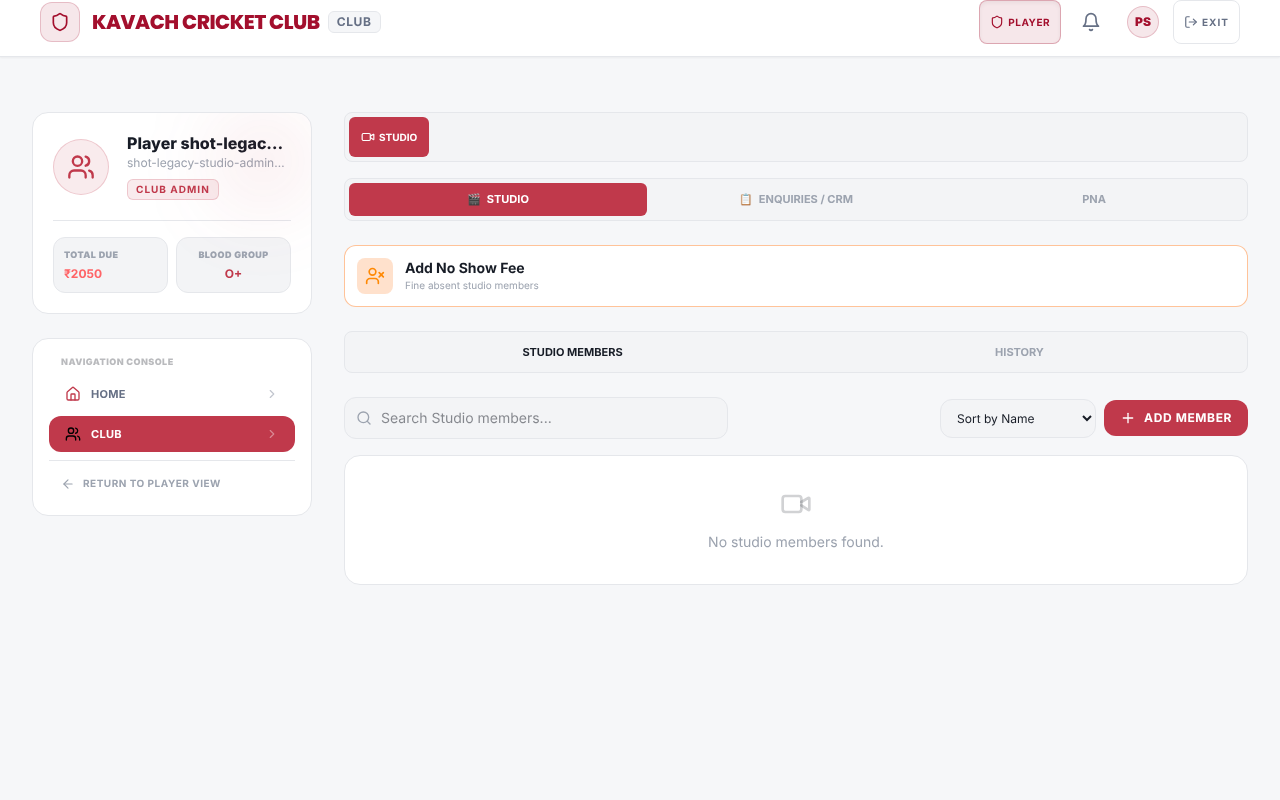 KAVACH CRICKET CLUB CLUB
PLAYER
PS
EXIT
Player shot-legac...
shot-legacy-studio-admin...
CLUB ADMIN
TOTAL DUE
₹2050
BLOOD GROUP
O+
NAVIGATION CONSOLE
HOME
CLUB
RETURN TO PLAYER VIEW
STUDIO
STUDIO
ENQUIRIES / CRM
PNA
Add No Show Fee
Fine absent studio members
STUDIO MEMBERS
HISTORY
Search Studio members...
Sort by Name
ADD MEMBER
No studio members found.